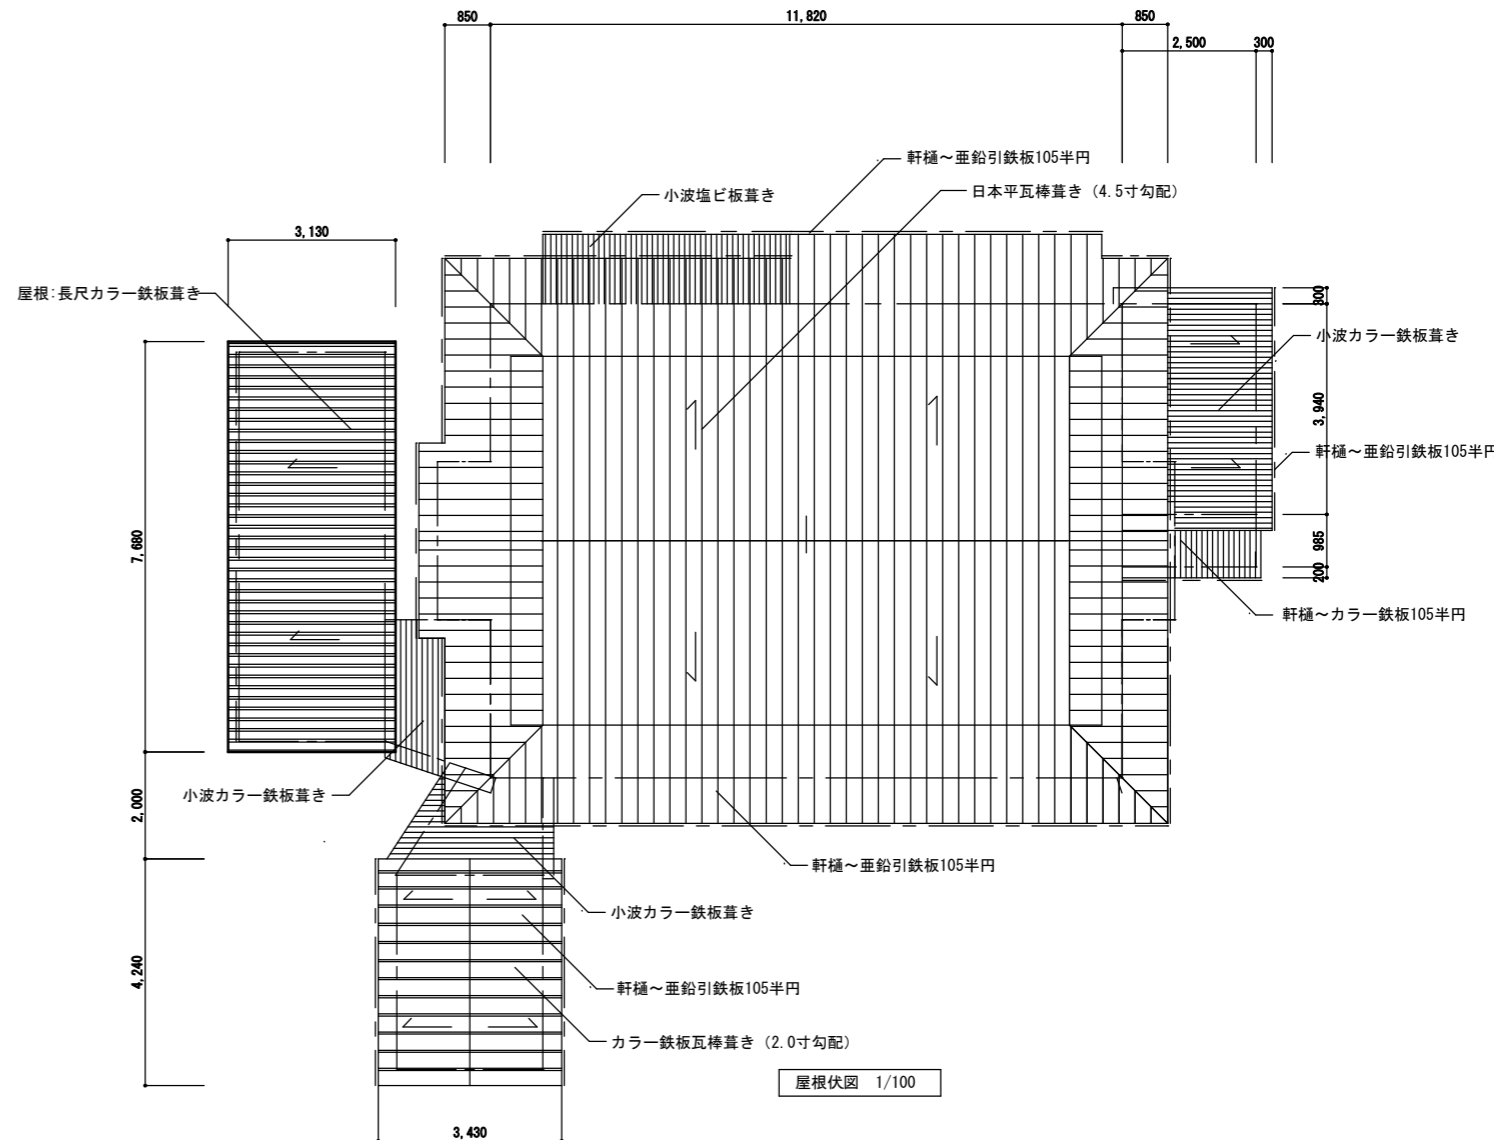 850
11,820
850
2,500
300
軒樋～亜鉛引鉄板105半円
小波塩ビ板葺き
日本平瓦棒葺き（4.5寸勾配）
3,130
屋根:長尺カラー鉄板葺き
300
小波カラー鉄板葺き
3,940
軒樋～亜鉛引鉄板105半円
7,680
985
200
軒樋～カラー鉄板105半円
小波カラー鉄板葺き
2,000
軒樋～亜鉛引鉄板105半円
小波カラー鉄板葺き
4,240
軒樋～亜鉛引鉄板105半円
カラー鉄板瓦棒葺き（2.0寸勾配）
屋根伏図　1/100
3,430